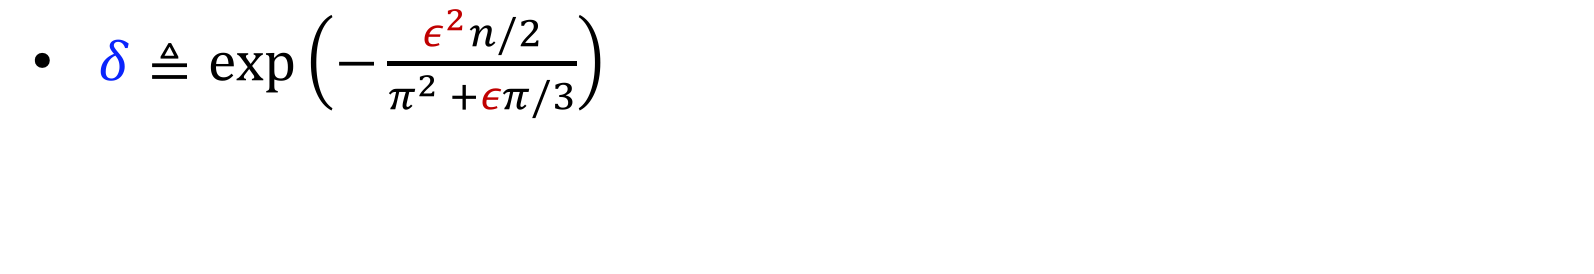 • δ ≜ exp(−(ϵ²n/2)/(π² +ϵπ/3))